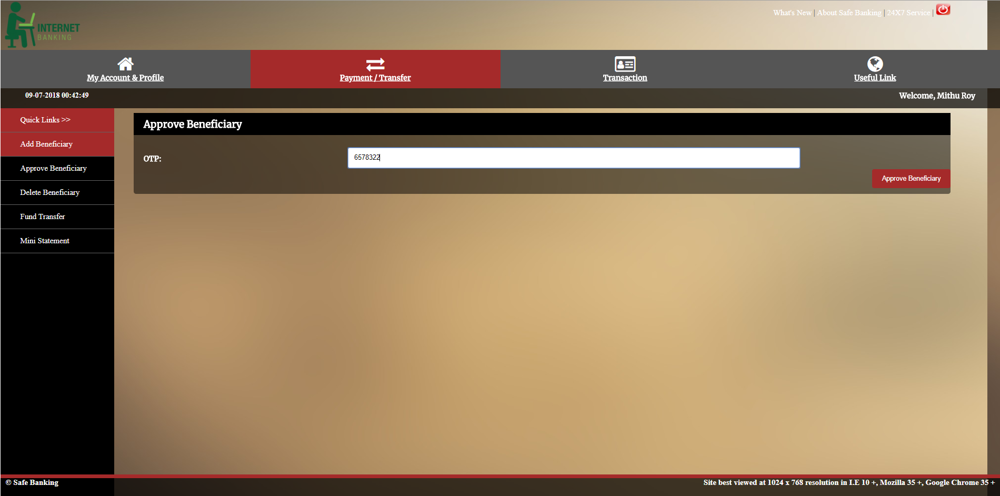 INTERNET
BANKING
What's New | About Safe Banking | 24X7 Service |
My Account & Profile
Payment / Transfer
Transaction
Useful Link
09-07-2018 00:42:49
Welcome, Mithu Roy
Quick Links >>
Add Beneficiary
Approve Beneficiary
Delete Beneficiary
Fund Transfer
Mini Statement
Approve Beneficiary
OTP:
6578322
Approve Beneficiary
© Safe Banking
Site best viewed at 1024 x 768 resolution in I.E 10 +, Mozilla 35 +, Google Chrome 35 +